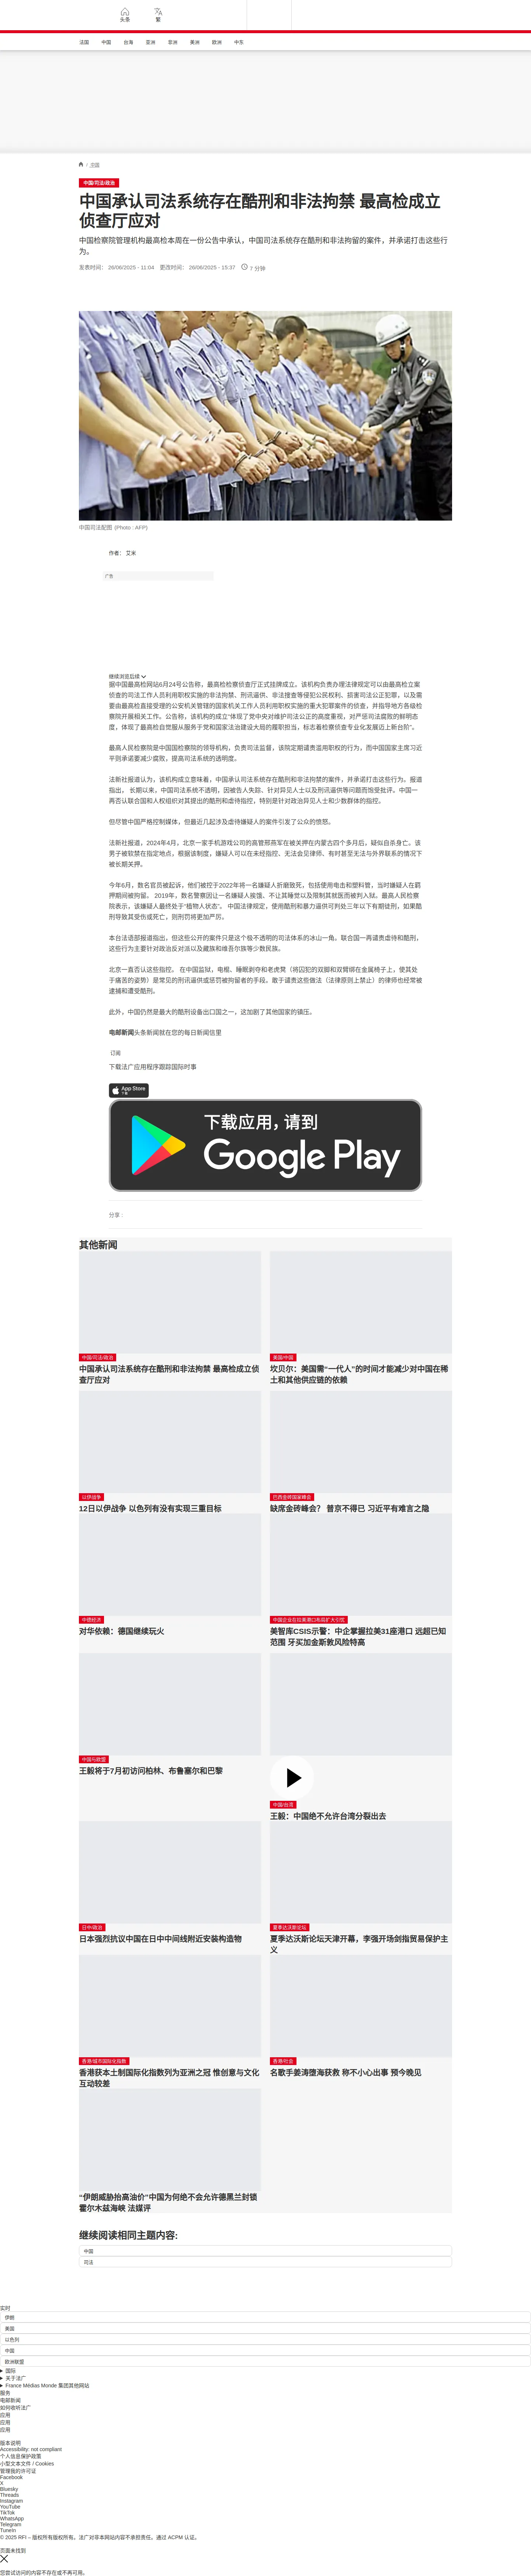 头条
繁
法国
中国
台海
亚洲
非洲
美洲
欧洲
中东
/ 中国
中国/司法/政治
中国承认司法系统存在酷刑和非法拘禁 最高检成立
侦查厅应对
中国检察院管理机构最高检本周在一份公告中承认，中国司法系统存在酷刑和非法拘留的案件，并承诺打击这些行
为。
发表时间： 26/06/2025 - 11:04 更改时间： 26/06/2025 - 15:37 7 分钟
中国司法配图 (Photo : AFP)
作者： 艾米
广告
继续浏览后续
据中国最高检网站6月24号公告称，最高检检察侦查厅正式挂牌成立。该机构负责办理法律规定可以由最高检立案
侦查的司法工作人员利用职权实施的非法拘禁、刑讯逼供、非法搜查等侵犯公民权利、损害司法公正犯罪，以及需
要由最高检直接受理的公安机关管辖的国家机关工作人员利用职权实施的重大犯罪案件的侦查，并指导地方各级检
察院开展相关工作。公告称，该机构的成立“体现了党中央对维护司法公正的高度重视，对严惩司法腐败的鲜明态
度，体现了最高检自觉服从服务于党和国家法治建设大局的履职担当，标志着检察侦查专业化发展迈上新台阶”。
最高人民检察院是中国国检察院的领导机构，负责司法监督，该院定期谴责滥用职权的行为，而中国国家主席习近
平则承诺要减少腐败，提高司法系统的透明度。
法新社报道认为，该机构成立意味着，中国承认司法系统存在酷刑和非法拘禁的案件，并承诺打击这些行为。报道
指出， 长期以来，中国司法系统不透明，因被告人失踪、针对异见人士以及刑讯逼供等问题而饱受批评。中国一
再否认联合国和人权组织对其提出的酷刑和虐待指控，特别是针对政治异见人士和少数群体的指控。
但尽管中国严格控制媒体，但最近几起涉及虐待嫌疑人的案件引发了公众的愤怒。
法新社报道，2024年4月，北京一家手机游戏公司的高管邢燕军在被关押在内蒙古四个多月后，疑似自杀身亡。该
男子被软禁在指定地点，根据该制度，嫌疑人可以在未经指控、无法会见律师、有时甚至无法与外界联系的情况下
被长期关押。
今年6月，数名官员被起诉，他们被控于2022年将一名嫌疑人折磨致死，包括使用电击和塑料管，当时嫌疑人在羁
押期间被拘留。 2019年，数名警察因让一名嫌疑人挨饿、不让其睡觉以及限制其就医而被判入狱。最高人民检察
院表示，该嫌疑人最终处于“植物人状态”。 中国法律规定，使用酷刑和暴力逼供可判处三年以下有期徒刑，如果酷
刑导致其受伤或死亡，则刑罚将更加严厉。
本台法语部报道指出，但这些公开的案件只是这个极不透明的司法体系的冰山一角。联合国一再谴责虐待和酷刑，
这些行为主要针对政治反对派以及藏族和维吾尔族等少数民族。
北京一直否认这些指控。 在中国监狱，电棍、睡眠剥夺和老虎凳（将囚犯的双脚和双臂绑在金属椅子上，使其处
于痛苦的姿势）是常见的刑讯逼供或惩罚被拘留者的手段。敢于谴责这些做法（法律原则上禁止）的律师也经常被
逮捕和遭受酷刑。
此外，中国仍然是最大的酷刑设备出口国之一，这加剧了其他国家的镇压。
电邮新闻头条新闻就在您的每日新闻信里
订阅
下载法广应用程序跟踪国际时事
App Store
下载应用，请到
Google Play
分享 :
其他新闻
中国/司法/政治
中国承认司法系统存在酷刑和非法拘禁 最高检成立侦
查厅应对
美国/中国
坎贝尔：美国需“一代人”的时间才能减少对中国在稀
土和其他供应链的依赖
以伊战争
12日以伊战争 以色列有没有实现三重目标
巴西金砖国家峰会
缺席金砖峰会？ 普京不得已 习近平有难言之隐
中德经济
对华依赖：德国继续玩火
中国企业在拉美港口布局扩大引忧
美智库CSIS示警：中企掌握拉美31座港口 远超已知
范围 牙买加金斯敦风险特高
中国与欧盟
王毅将于7月初访问柏林、布鲁塞尔和巴黎
中国/台湾
王毅：中国绝不允许台湾分裂出去
日中/政治
日本强烈抗议中国在日中中间线附近安装构造物
夏季达沃斯论坛
夏季达沃斯论坛天津开幕，李强开场剑指贸易保护主
义
香港/城市国际化指数
香港获本土制国际化指数列为亚洲之冠 惟创意与文化
互动较差
香港/社会
名歌手姜涛堕海获救 称不小心出事 预今晚见
“伊朗威胁抬高油价”中国为何绝不会允许德黑兰封锁
霍尔木兹海峡 法媒评
继续阅读相同主题内容:
中国
司法
实时
伊朗
美国
以色列
中国
欧洲联盟
国际
关于法广
France Médias Monde 集团其他网站
服务
电邮新闻
如何收听法广
应用
应用
应用
版本说明
Accessibility: not compliant
个人信息保护政策
小型文本文件 / Cookies
管理我的许可证
Facebook
X
Bluesky
Threads
Instagram
YouTube
TikTok
WhatsApp
Telegram
TuneIn
© 2025 RFI – 版权所有版权所有。法广对非本网站内容不承担责任。通过 ACPM 认证。
页面未找到
您尝试访问的内容不存在或不再可用。